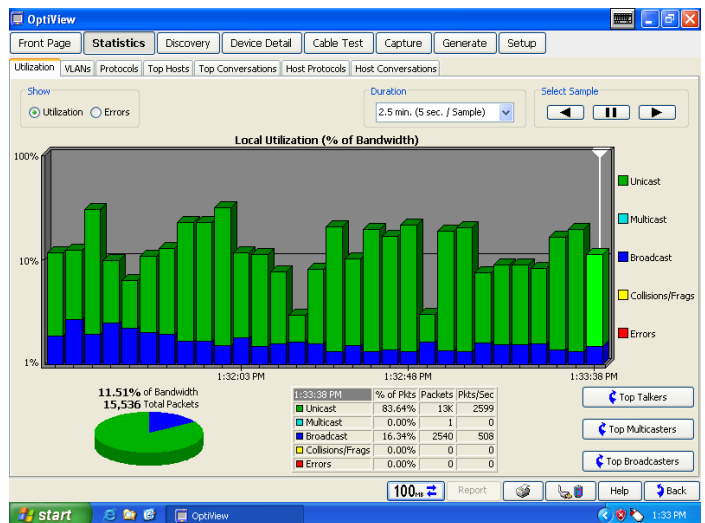 OptiView
Front Page Statistics Discovery Device Detail Cable Test Capture Generate Setup
Utilization VLANs Protocols Top Hosts Top Conversations Host Protocols Host Conversations
Show
Utilization Errors
Duration
2.5 min. (5 sec. / Sample)
Select Sample
Local Utilization (% of Bandwidth)
100%
10%
1%
Unicast
Multicast
Broadcast
Collisions/Frags
Errors
1:32:03 PM 1:32:48 PM 1:33:38 PM
11.51% of Bandwidth
15,536 Total Packets
1:33:38 PM % of Pkts Packets Pkts/Sec
Unicast 83.64% 13K 2599
Multicast 0.00% 1 0
Broadcast 16.34% 2540 508
Collisions/Frags 0.00% 0 0
Errors 0.00% 0 0
Top Talkers
Top Multicasters
Top Broadcasters
100MB Report Help Back
start OptiView 1:33 PM